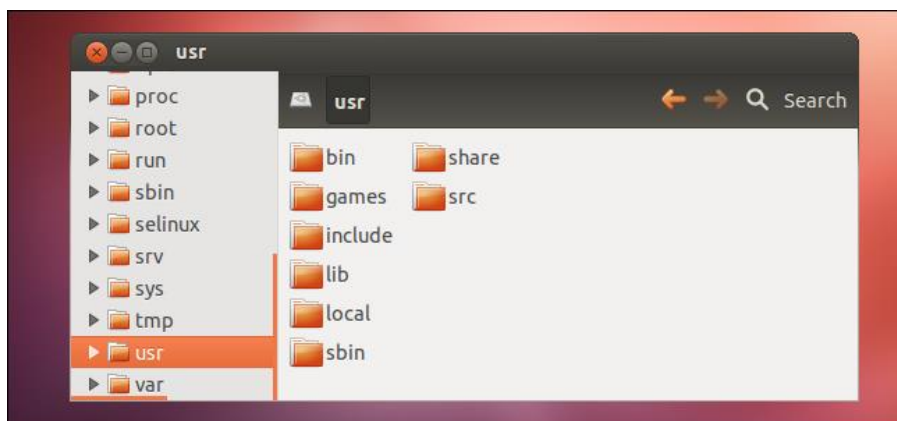 usr
proc
root
run
sbin
selinux
srv
sys
tmp
usr
var
usr
Search
bin
share
games
src
include
lib
local
sbin